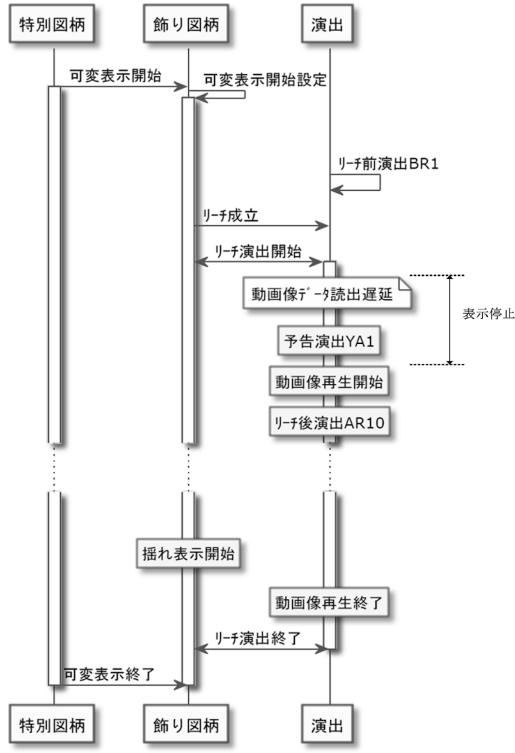 特別図柄
飾り図柄
演出
可変表示開始
可変表示開始設定
ﾘｰﾁ前演出BR1
ﾘｰﾁ成立
ﾘｰﾁ演出開始
動画像ﾃﾞｰﾀ読出遅延
表示停止
予告演出YA1
動画像再生開始
ﾘｰﾁ後演出AR10
揺れ表示開始
動画像再生終了
ﾘｰﾁ演出終了
可変表示終了
特別図柄
飾り図柄
演出